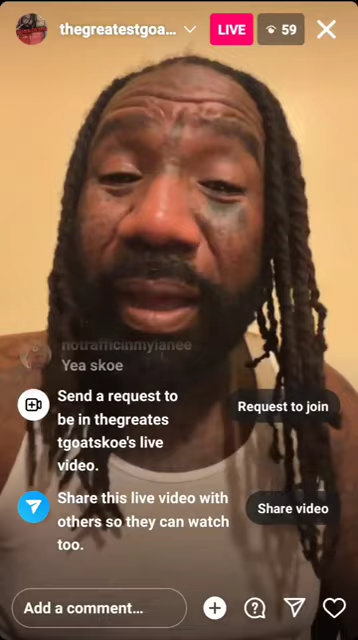 thegreatestgoa...
LIVE
59
notrafficinmylanee
Yea skoe
Send a request to
be in thegreates
tgoatskoe's live
video.
Request to join
Share this live video with
others so they can watch
too.
Share video
Add a comment...